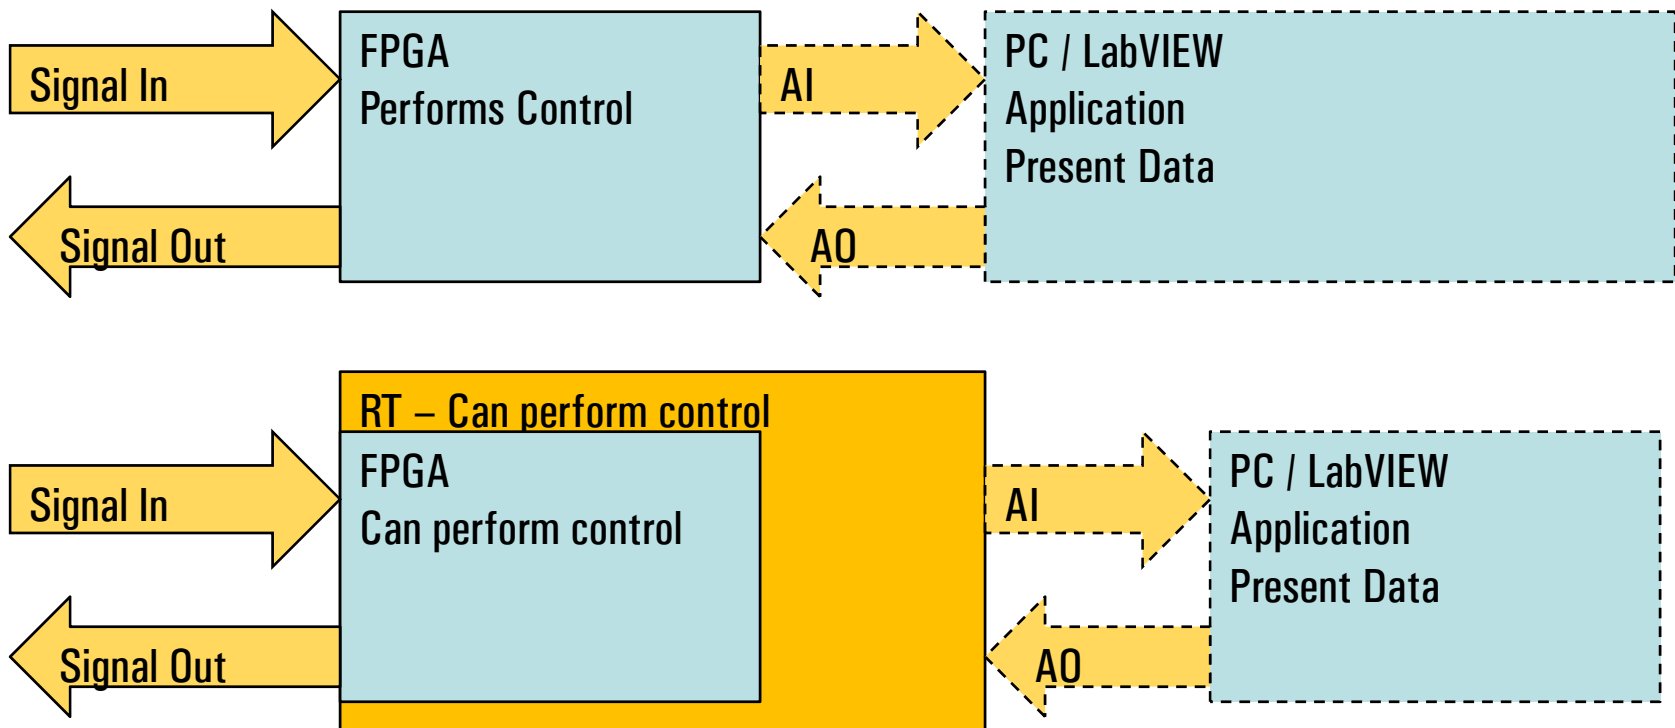 Signal In
FPGA
Performs Control
AI
PC / LabVIEW
Application
Present Data
Signal Out
AO
RT – Can perform control
Signal In
FPGA
Can perform control
AI
PC / LabVIEW
Application
Present Data
Signal Out
AO